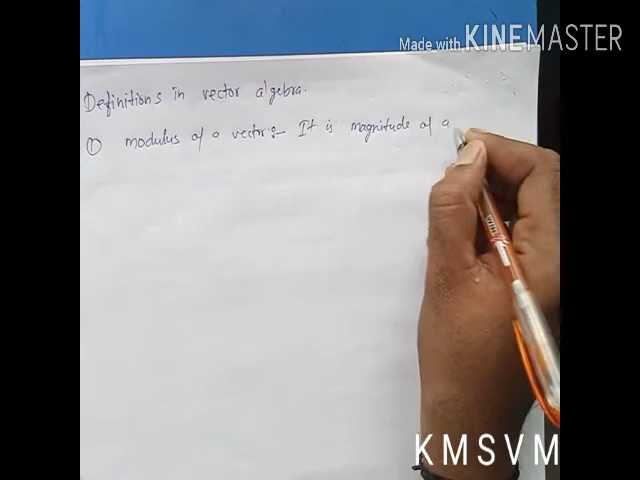 Made with KINEMASTER
Definitions in vector algebra.
① modulus of a vector:- It is magnitude of a
KMSVM